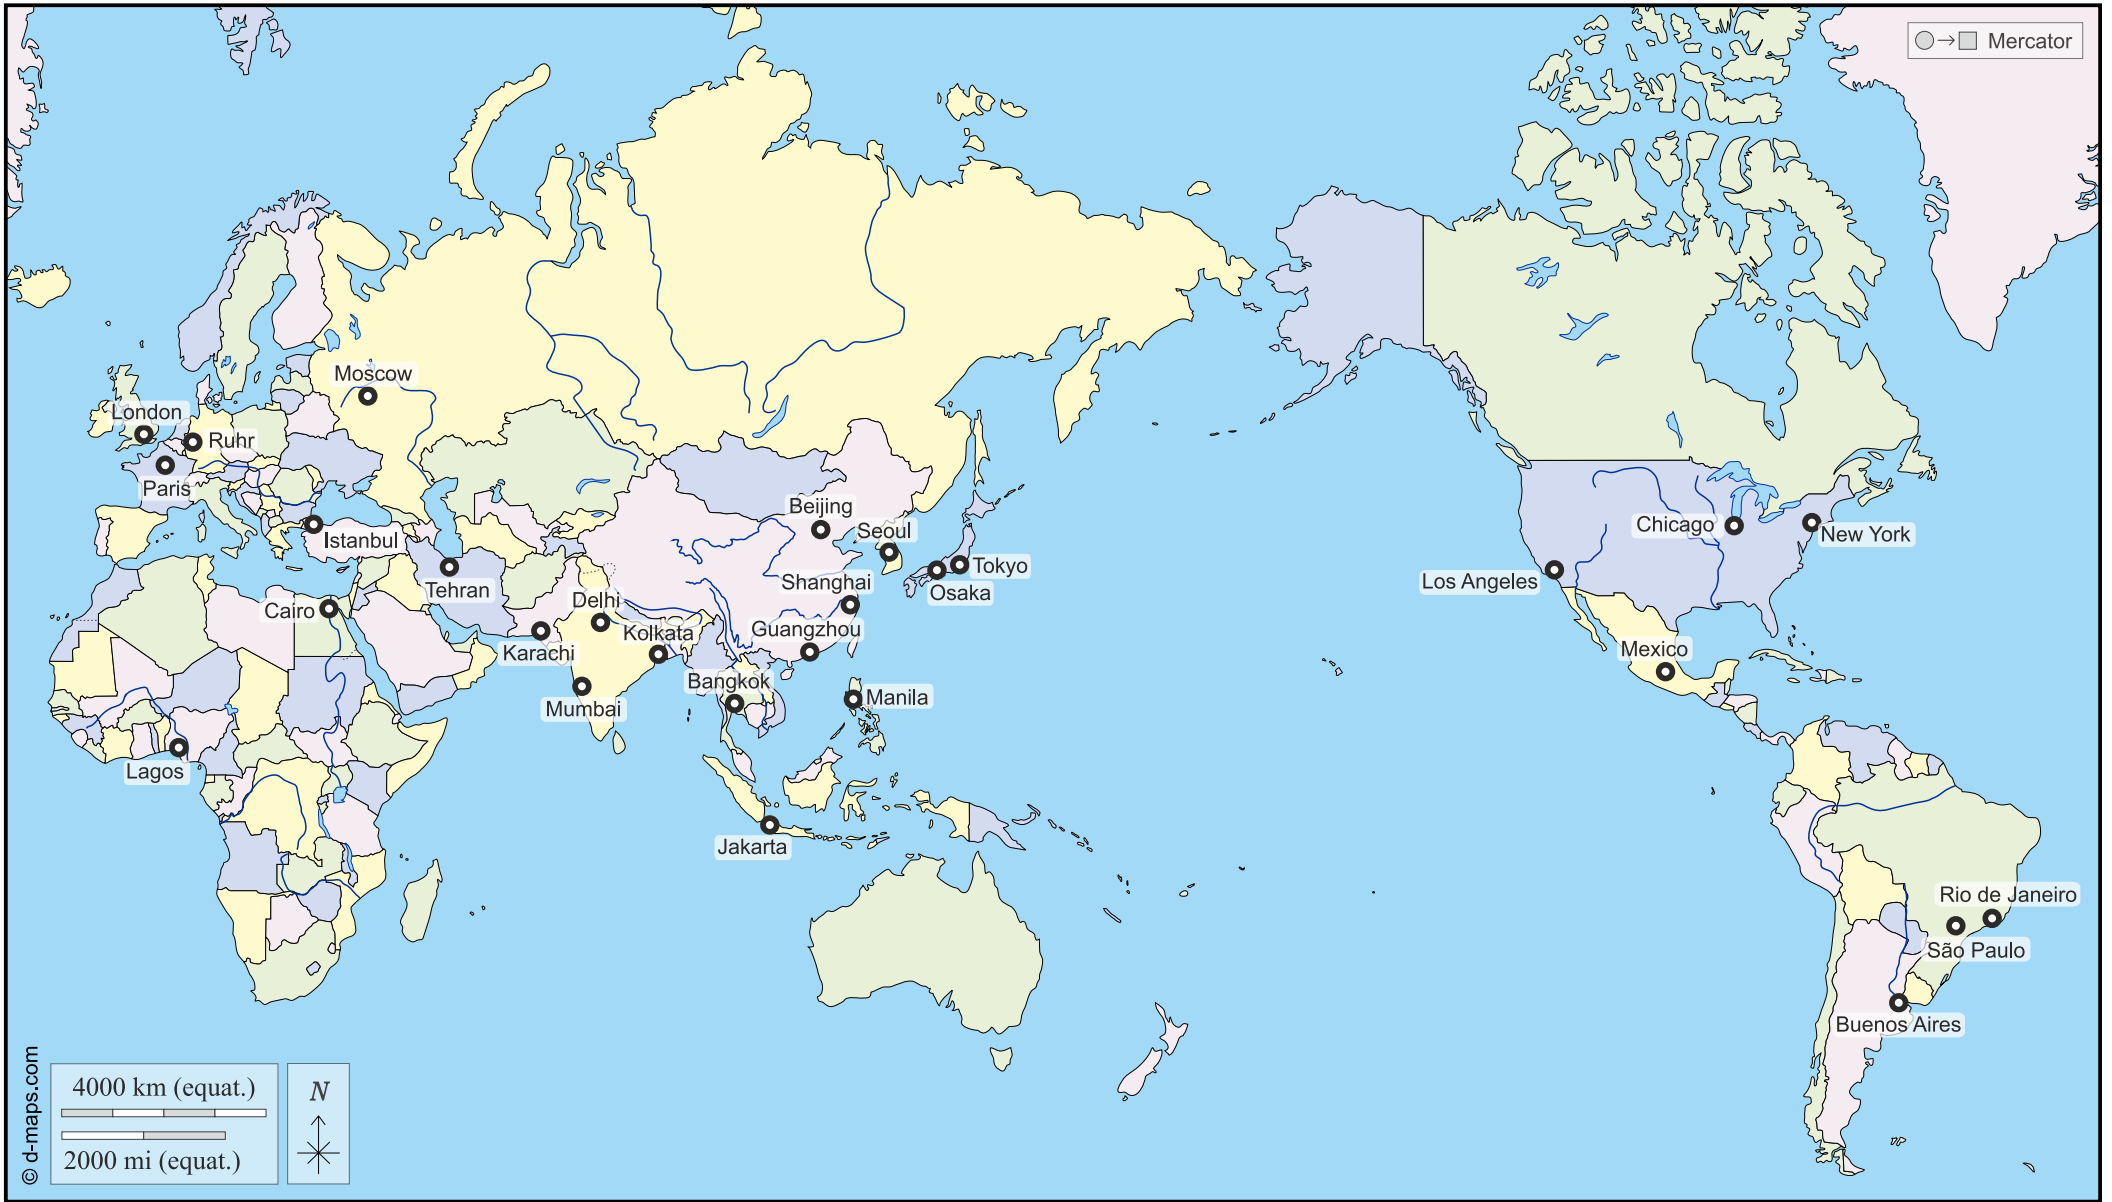 Mercator
Moscow
London
Ruhr
Paris
Istanbul
Beijing
Seoul
Tokyo
Osaka
Shanghai
Tehran
Cairo
Delhi
Kolkata
Guangzhou
Karachi
Bangkok
Mumbai
Manila
Lagos
Jakarta
Chicago
New York
Los Angeles
Mexico
Rio de Janeiro
São Paulo
Buenos Aires
4000 km (equat.)
2000 mi (equat.)
N
© d-maps.com